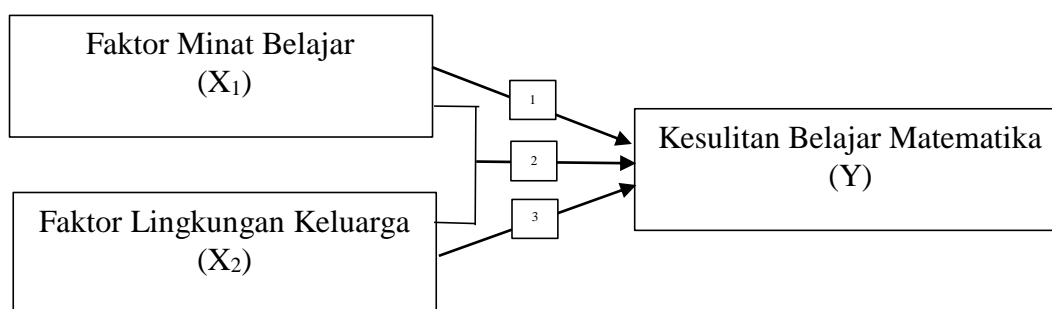 Faktor Minat Belajar
(X₁)
1
Kesulitan Belajar Matematika
(Y)
2
Faktor Lingkungan Keluarga
(X₂)
3